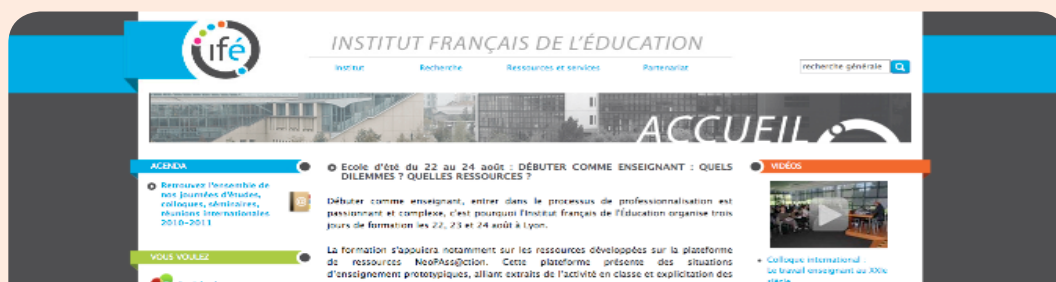 ifé
INSTITUT FRANÇAIS DE L'ÉDUCATION
Institut Recherche Ressources et services Partenariat
recherche générale
ACCUEIL
AGENDA
Retrouvez l'ensemble de
nos journées d'études,
colloques, séminaires,
réunions internationales
2010-2011
VOUS VOULEZ
Ecole d'été du 22 au 24 août : DÉBUTER COMME ENSEIGNANT : QUELS
DILEMMES ? QUELLES RESSOURCES ?
Débuter comme enseignant, entrer dans le processus de professionnalisation est
passionnant et complexe, c'est pourquoi l'Institut français de l'Éducation organise trois
jours de formation les 22, 23 et 24 août à Lyon.
La formation s'appuiera notamment sur les ressources développées sur la plateforme
de ressources NéoPAss@ction. Cette plateforme présente des situations
d'enseignement prototypiques, alliant extraits de l'activité en classe et explicitation des
VIDÉOS
Colloque international :
Le travail enseignant au XXIe
siècle